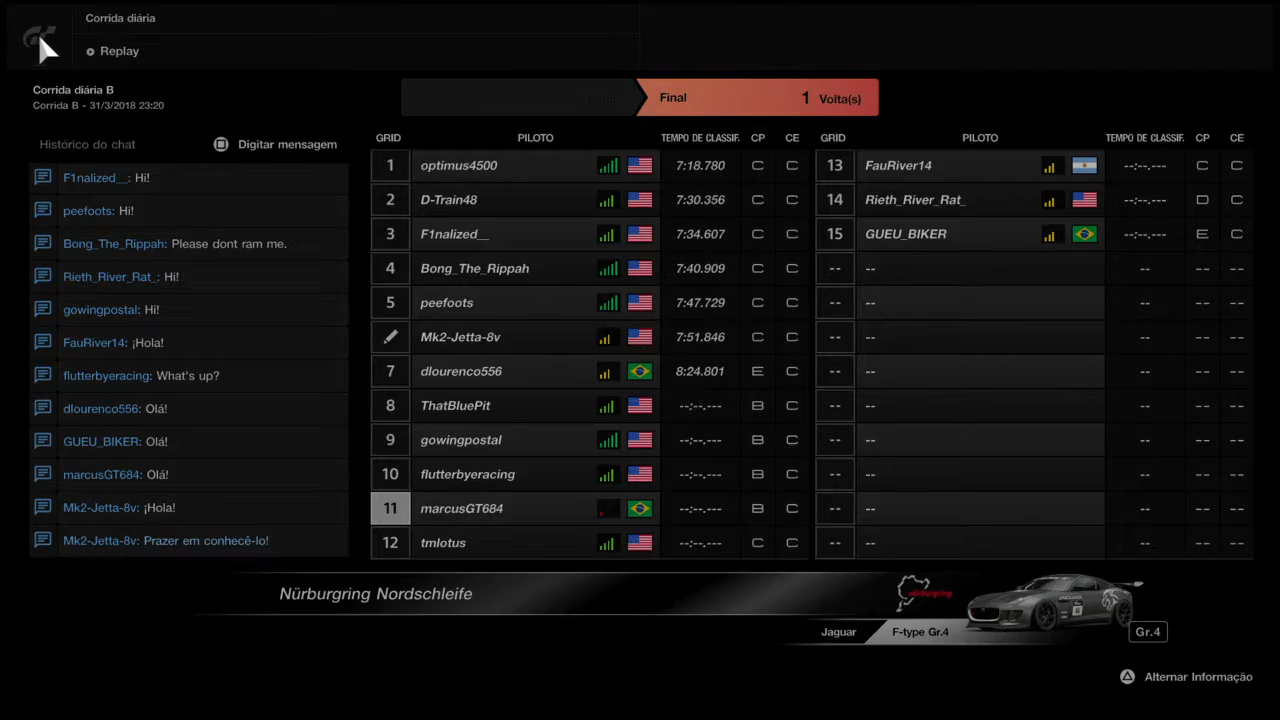 Corrida diária
Replay
Corrida diária B
Corrida B - 31/3/2018 23:20
Final 1 Volta(s)
Histórico do chat Digitar mensagem
F1nalized__: Hi!
peefoots: Hi!
Bong_The_Rippah: Please dont ram me.
Rieth_River_Rat_: Hi!
gowingpostal: Hi!
FauRiver14: ¡Hola!
flutterbyeracing: What's up?
dlourenco556: Olá!
GUEU_BIKER: Olá!
marcusGT684: Olá!
Mk2-Jetta-8v: ¡Hola!
Mk2-Jetta-8v: Prazer em conhecê-lo!
GRID PILOTO TEMPO DE CLASSIF. CP CE
1 optimus4500 7:18.780 C C
2 D-Train48 7:30.356 C C
3 F1nalized__ 7:34.607 C C
4 Bong_The_Rippah 7:40.909 C C
5 peefoots 7:47.729 C C
Mk2-Jetta-8v 7:51.846 C C
7 dlourenco556 8:24.801 E C
8 ThatBluePit --:--.--- B C
9 gowingpostal --:--.--- B C
10 flutterbyeracing --:--.--- B C
11 marcusGT684 --:--.--- B C
12 tmlotus --:--.--- C C
GRID PILOTO TEMPO DE CLASSIF. CP CE
13 FauRiver14 --:--.--- C C
14 Rieth_River_Rat_ --:--.--- D C
15 GUEU_BIKER --:--.--- E C
-- -- -- -- --
-- -- -- -- --
-- -- -- -- --
-- -- -- -- --
-- -- -- -- --
-- -- -- -- --
-- -- -- -- --
-- -- -- -- --
-- -- -- -- --
Nürburgring Nordschleife
nürburgring
Jaguar F-type Gr.4
Gr.4
Alternar Informação